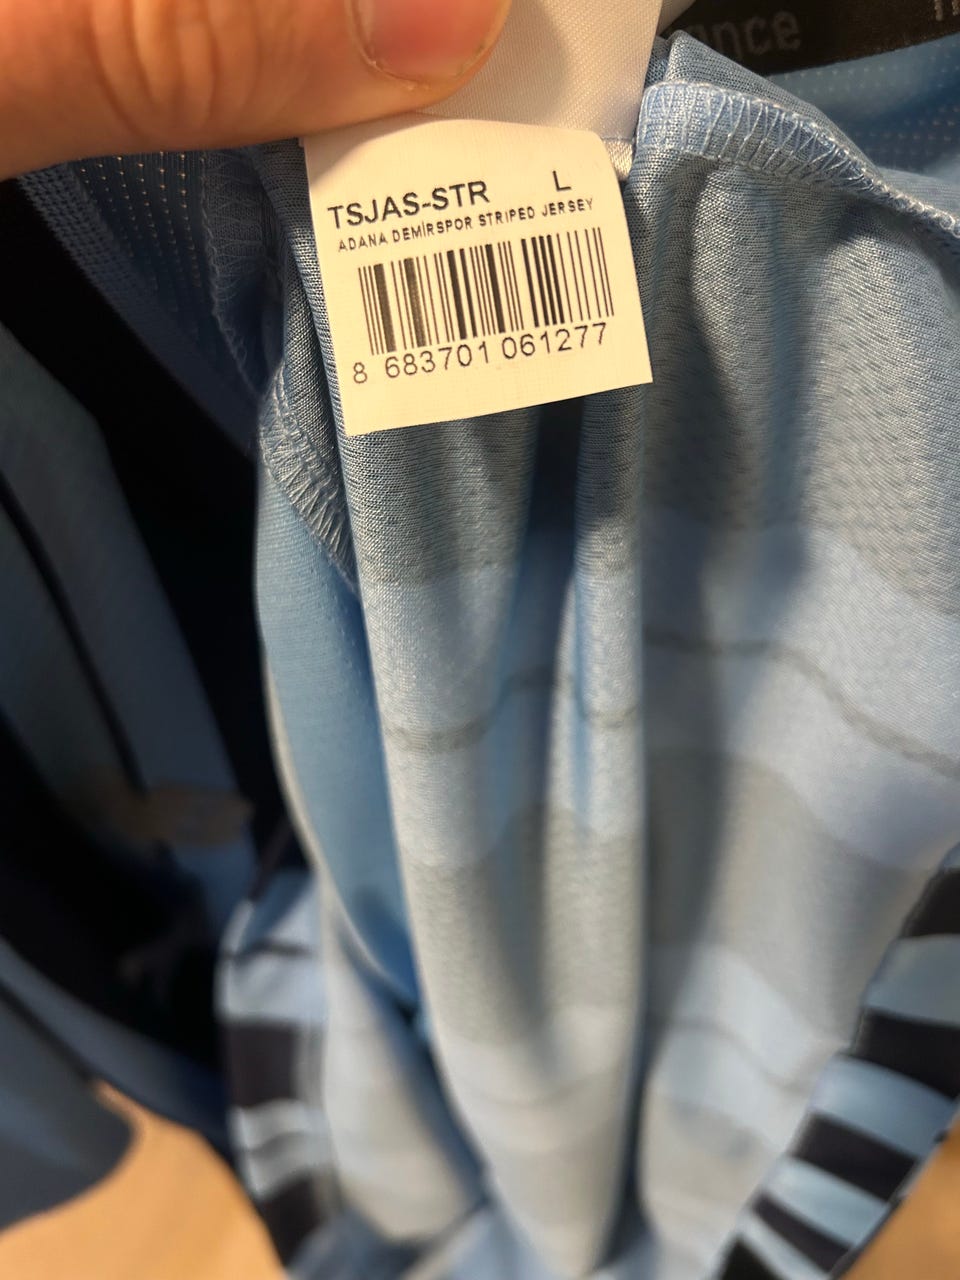 TSJAS-STR L
ADANA DEMİRSPOR STRIPED JERSEY
8 683701 061277